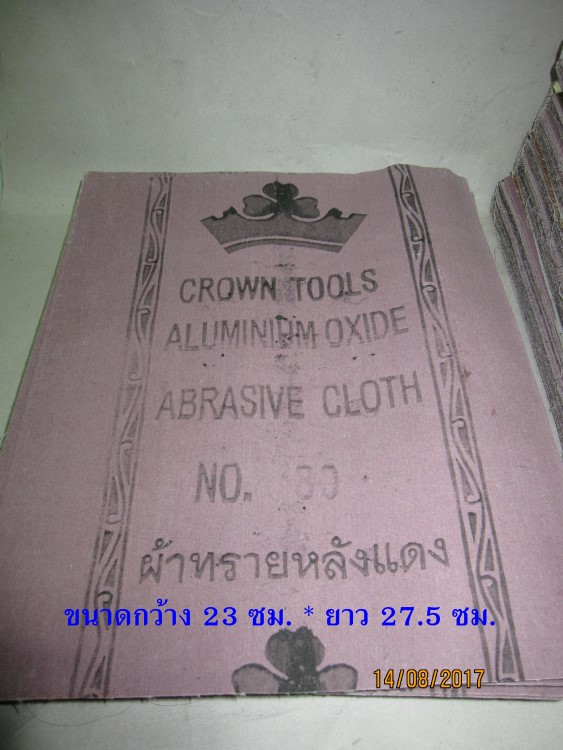 CROWN TOOLS
ALUMINIUM OXIDE
ABRASIVE CLOTH
NO.
ผ้าทรายหลังแดง
ขนาดกว้าง 23 ซม. * ยาว 27.5 ซม.
14/08/2017